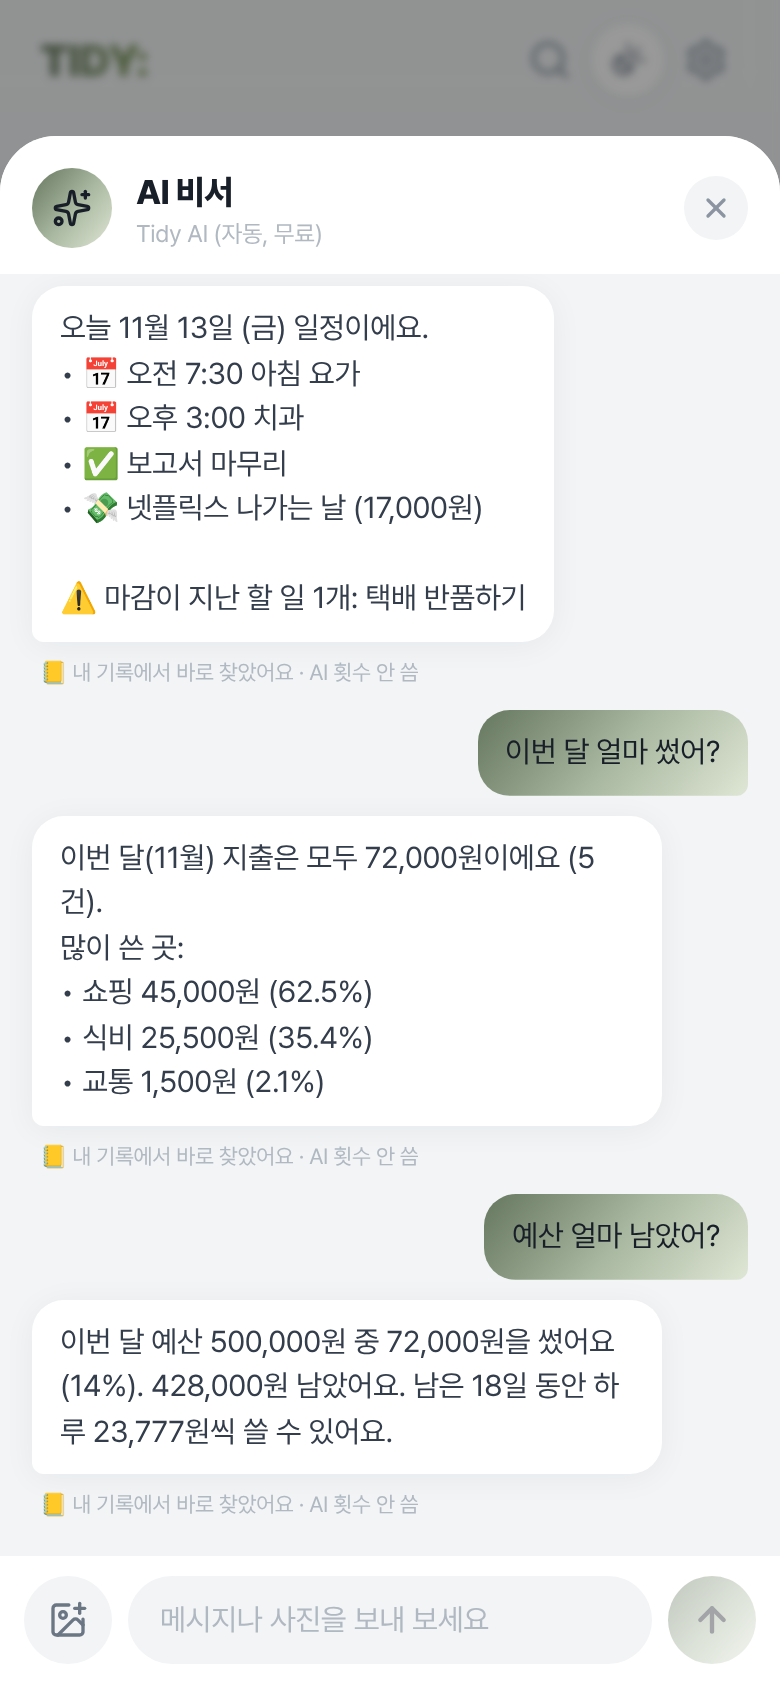 TIDY:
AI 비서
Tidy AI (자동, 무료)
오늘 11월 13일 (금) 일정이에요.
• 📅 오전 7:30 아침 요가
• 📅 오후 3:00 치과
• ✅ 보고서 마무리
• 💸 넷플릭스 나가는 날 (17,000원)
⚠️ 마감이 지난 할 일 1개: 택배 반품하기
📒 내 기록에서 바로 찾았어요 · AI 횟수 안 씀
이번 달 얼마 썼어?
이번 달(11월) 지출은 모두 72,000원이에요 (5
건).
많이 쓴 곳:
• 쇼핑 45,000원 (62.5%)
• 식비 25,500원 (35.4%)
• 교통 1,500원 (2.1%)
📒 내 기록에서 바로 찾았어요 · AI 횟수 안 씀
예산 얼마 남았어?
이번 달 예산 500,000원 중 72,000원을 썼어요
(14%). 428,000원 남았어요. 남은 18일 동안 하
루 23,777원씩 쓸 수 있어요.
📒 내 기록에서 바로 찾았어요 · AI 횟수 안 씀
메시지나 사진을 보내 보세요